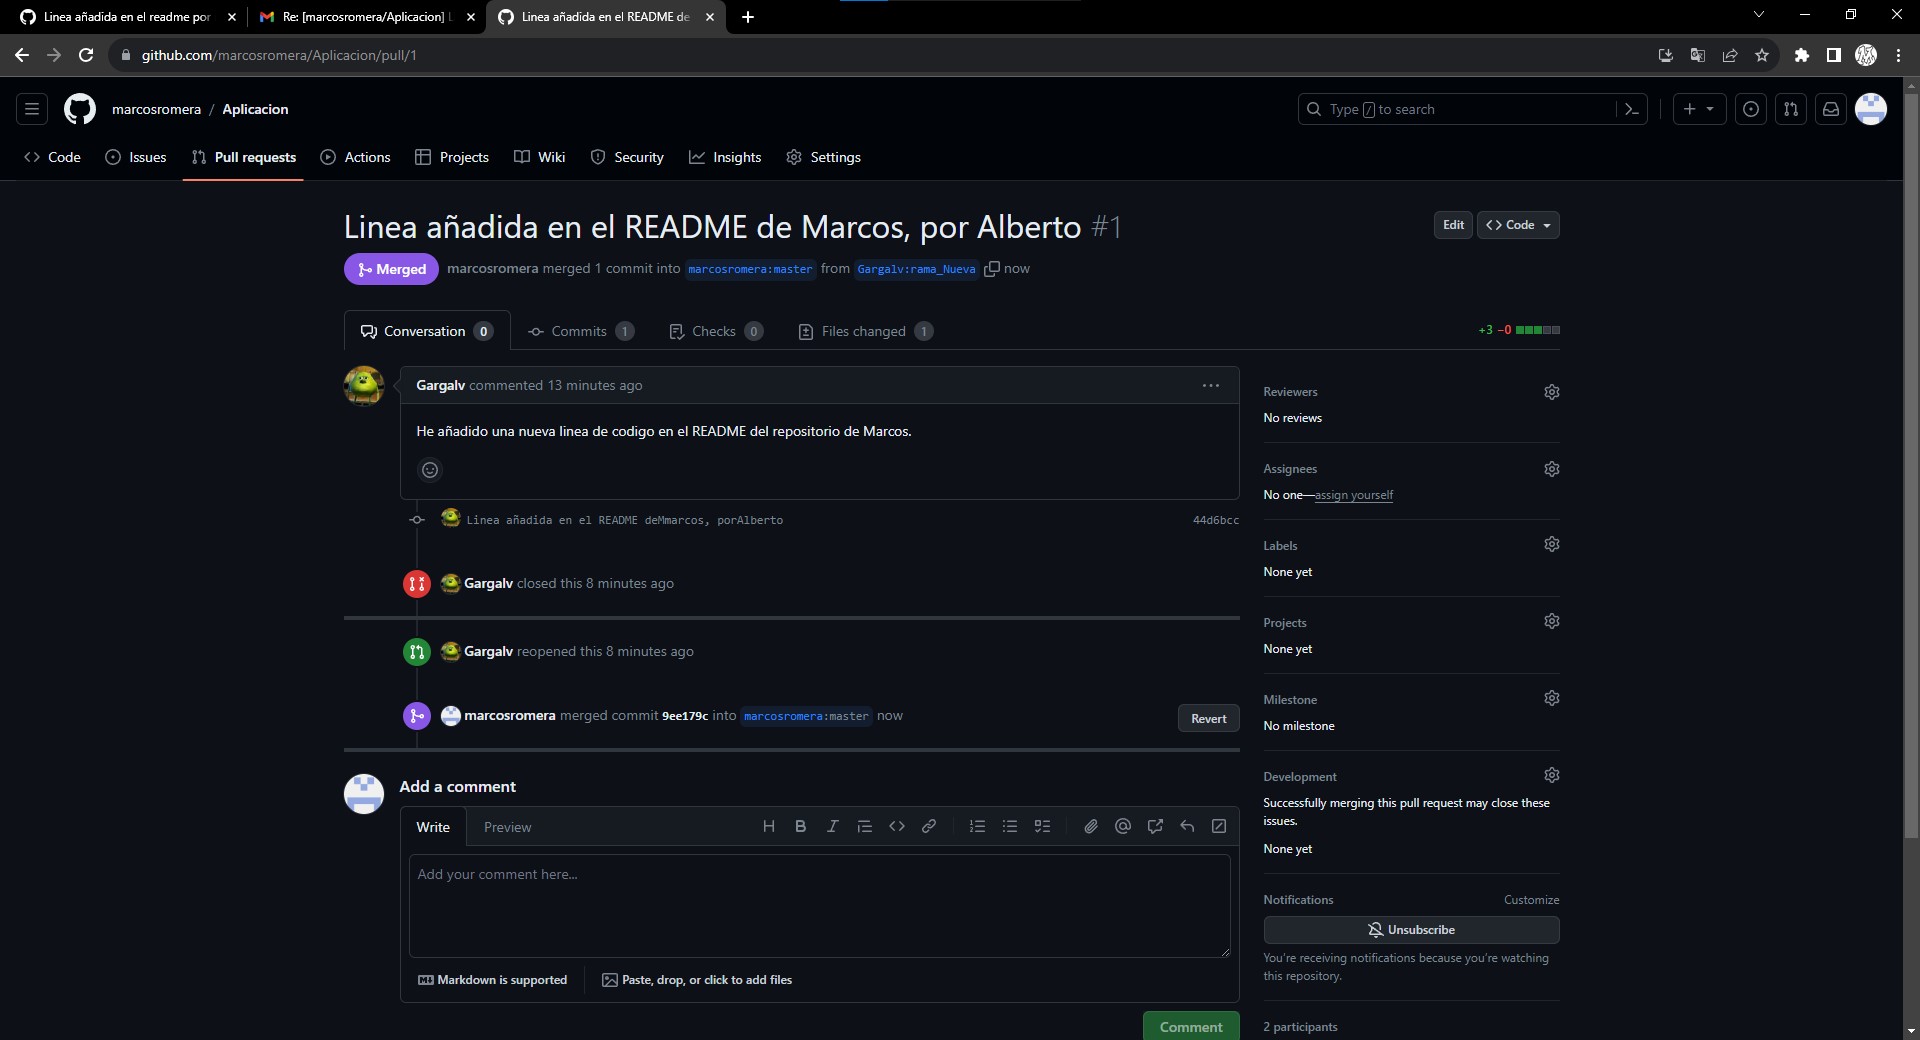 Linea añadida en el readme por
Re: [marcosromera/Aplicacion] L
Linea añadida en el README de
github.com/marcosromera/Aplicacion/pull/1
marcosromera / Aplicacion
Type / to search
Code
Issues
Pull requests
Actions
Projects
Wiki
Security
Insights
Settings
Linea añadida en el README de Marcos, por Alberto #1
Edit
<> Code
Merged
marcosromera merged 1 commit into marcosromera:master from Gargalv:rama_Nueva now
Conversation 0
Commits 1
Checks 0
Files changed 1
+3 −0
Gargalv commented 13 minutes ago
He añadido una nueva linea de codigo en el README del repositorio de Marcos.
Linea añadida en el README deMmarcos, porAlberto
44d6bcc
Gargalv closed this 8 minutes ago
Gargalv reopened this 8 minutes ago
marcosromera merged commit 9ee179c into marcosromera:master now
Revert
Add a comment
Write
Preview
Add your comment here...
Markdown is supported
Paste, drop, or click to add files
Comment
Reviewers
No reviews
Assignees
No one—assign yourself
Labels
None yet
Projects
None yet
Milestone
No milestone
Development
Successfully merging this pull request may close these
issues.
None yet
Notifications
Customize
Unsubscribe
You're receiving notifications because you're watching
this repository.
2 participants